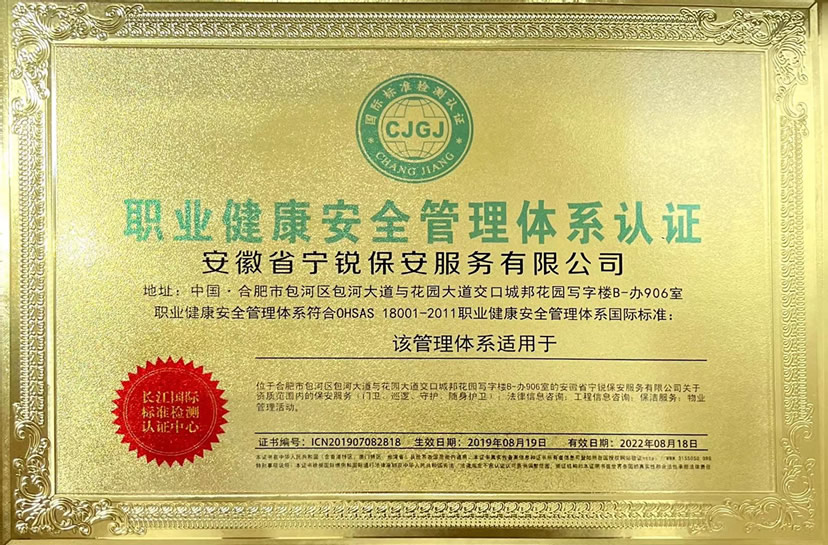 国际标准检测认证
CJGJ
CHANG JIANG
职业健康安全管理体系认证
安徽省宁锐保安服务有限公司
地址：中国·合肥市包河区包河大道与花园大道交口城邦花园写字楼B-办906室
职业健康安全管理体系符合OHSAS 18001-2011职业健康安全管理体系国际标准：
该管理体系适用于
位于合肥市包河区包河大道与花园大道交口城邦花园写字楼B-办906室的安徽省宁锐保安服务有限公司关于
资质范围内的保安服务（门卫、巡逻、守护、随身护卫）；法律信息咨询；工程信息咨询；保洁服务；物业
管理活动。
长江国际
标准检测
认证中心
证书编号：ICN201907082818 生效日期：2019年08月19日 有效日期：2022年08月18日